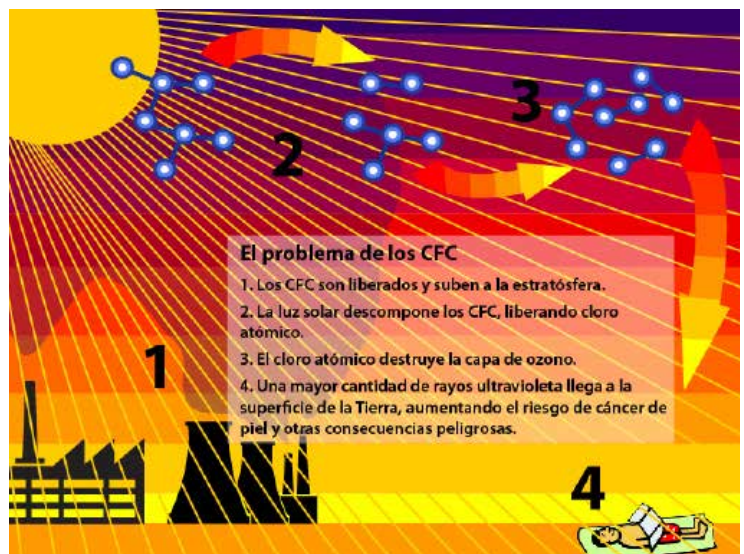 3
2
El problema de los CFC
1. Los CFC son liberados y suben a la estratósfera.
2. La luz solar descompone los CFC, liberando cloro
atómico.
3. El cloro atómico destruye la capa de ozono.
4. Una mayor cantidad de rayos ultravioleta llega a la
superficie de la Tierra, aumentando el riesgo de cáncer de
piel y otras consecuencias peligrosas.
1
4